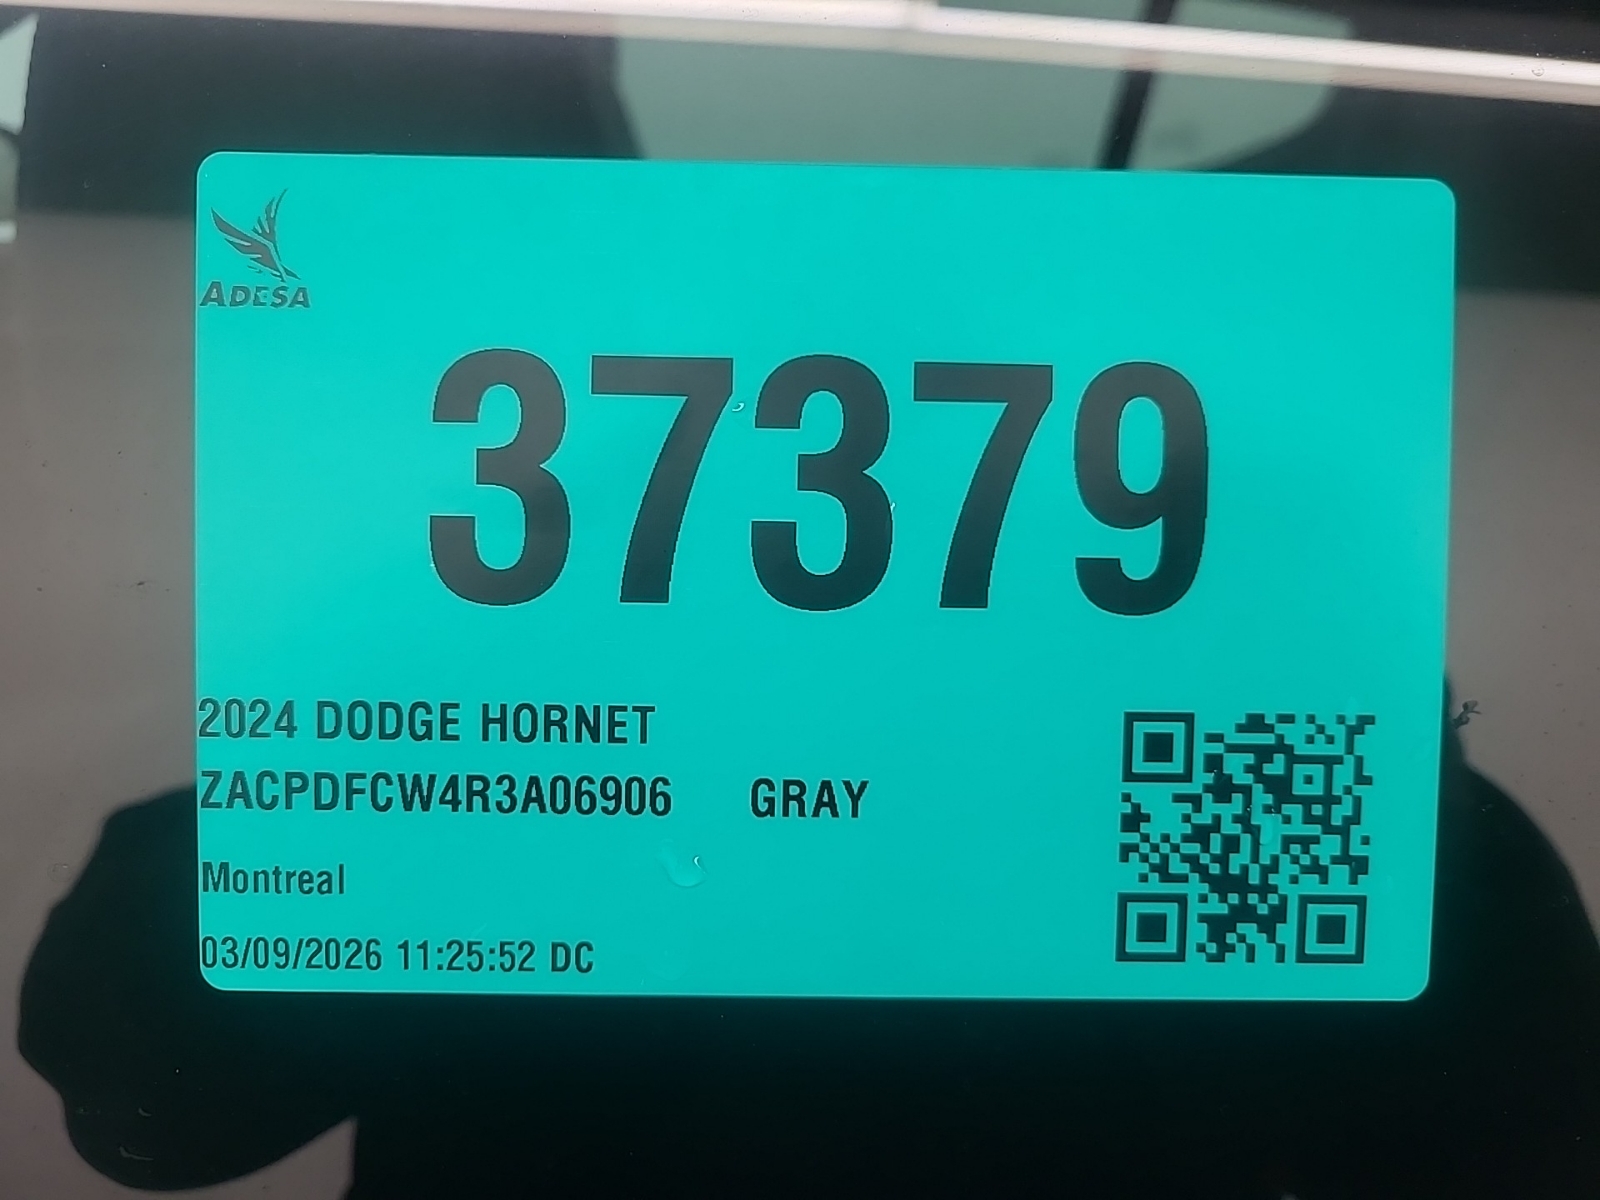 ADESA
37379
2024 DODGE HORNET
ZACPDFCW4R3A06906 GRAY
Montreal
03/09/2026 11:25:52 DC